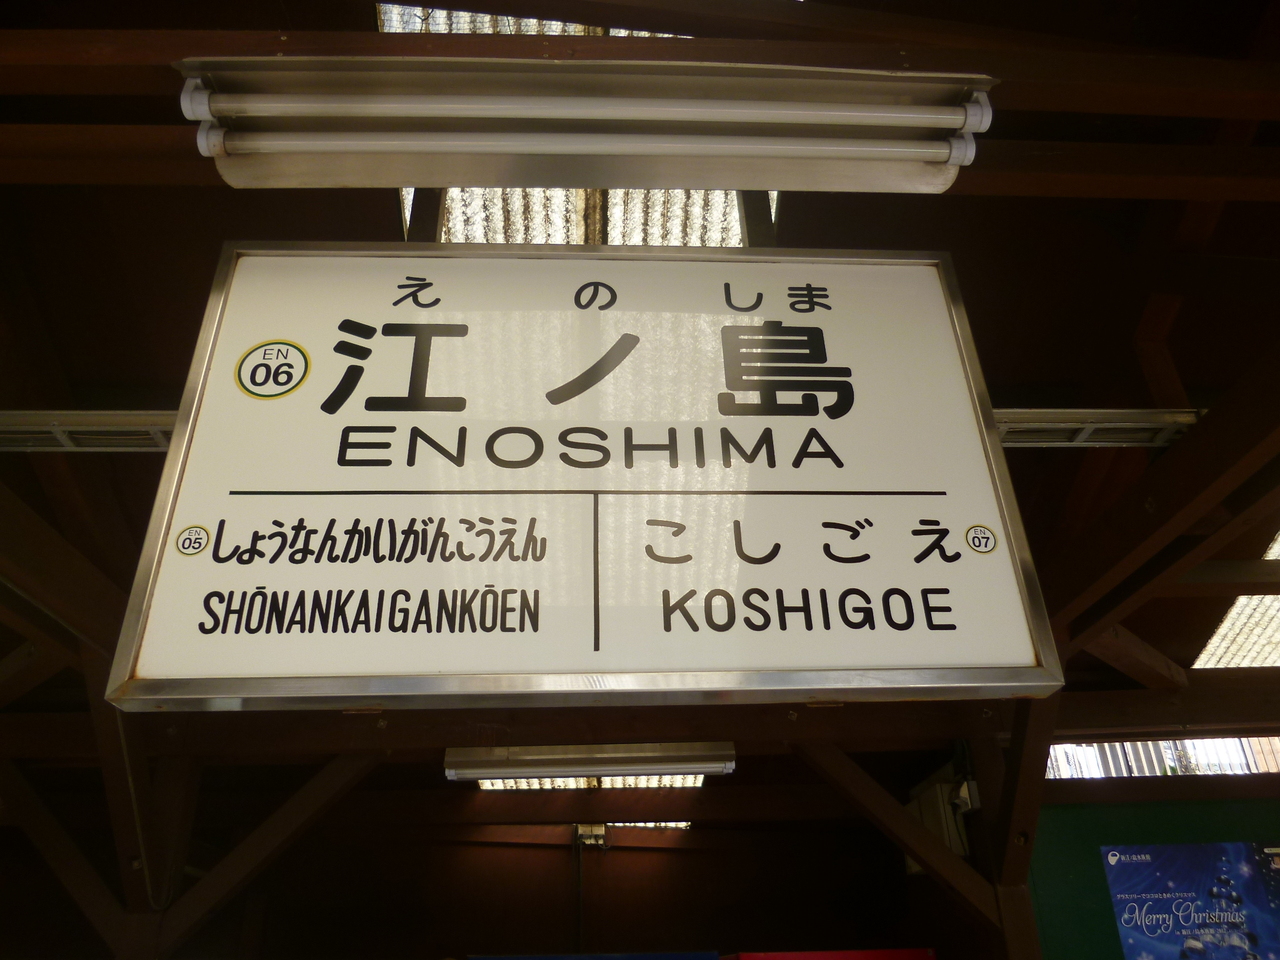 えのしま
EN
06
江ノ島
ENOSHIMA
EN
05
しょうなんかいがんこうえん
SHŌNANKAIGANKŌEN
こしごえ
EN
07
KOSHIGOE
Merry Christmas